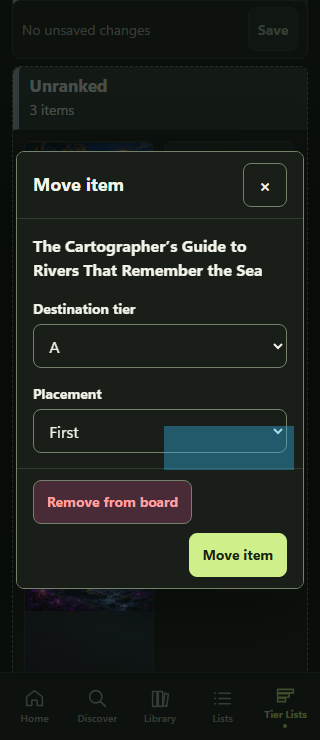 No unsaved changes
Save
Unranked
3 items
Move item
×
The Cartographer’s Guide to
Rivers That Remember the Sea
Destination tier
A
Placement
First
Remove from board
Move item
Home
Discover
Library
Lists
Tier Lists